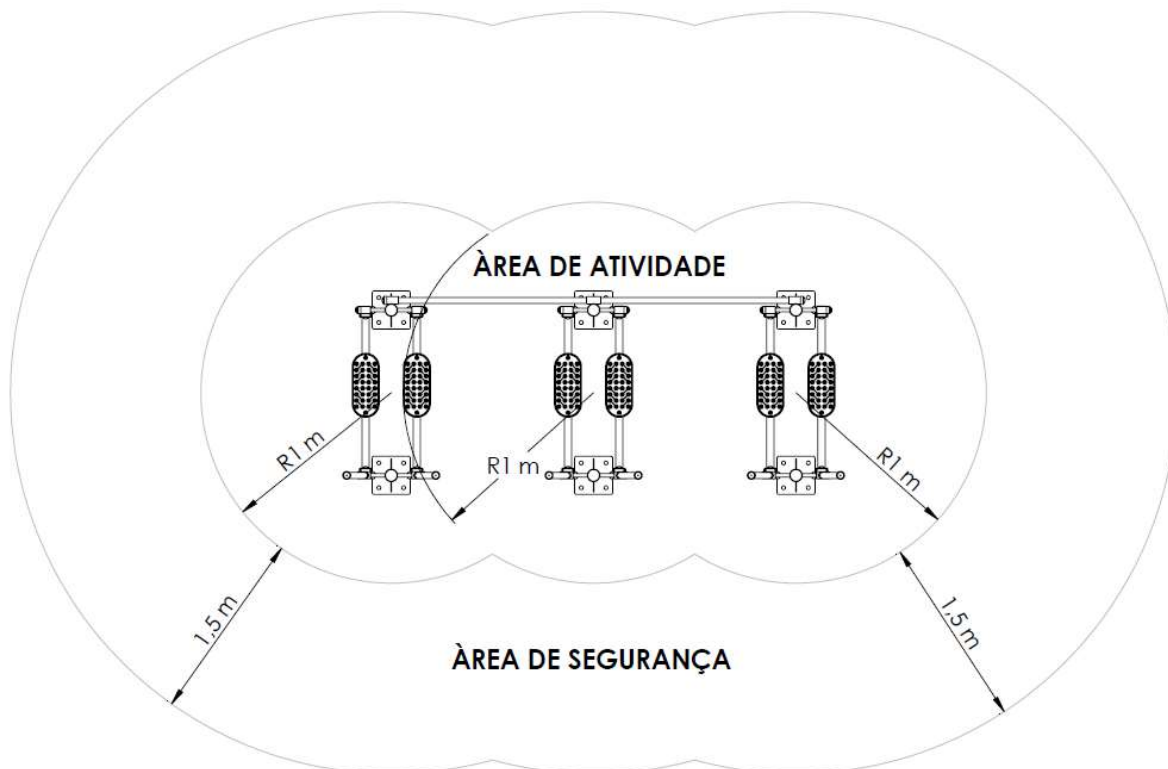 ÀREA DE ATIVIDADE
R1 m
R1 m
R1 m
1,5 m
1,5 m
ÀREA DE SEGURANÇA